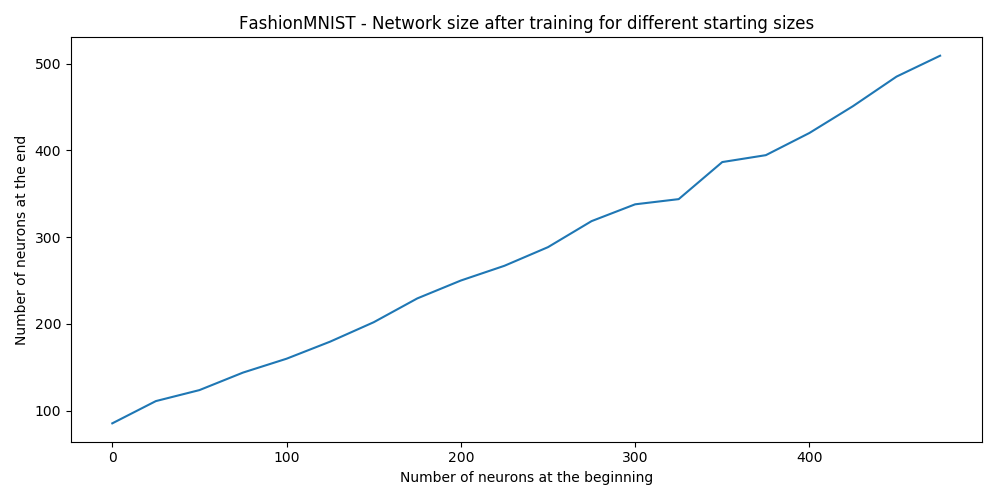 FashionMNIST - Network size after training for different starting sizes
Number of neurons at the end
500
400
300
200
100
0 100 200 300 400
Number of neurons at the beginning